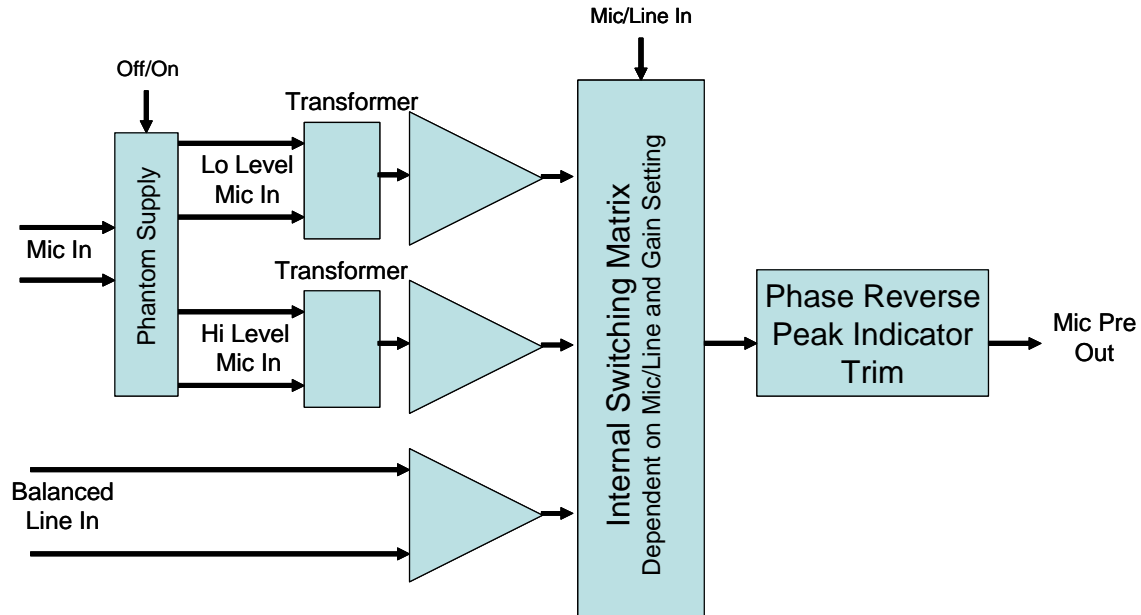 Mic/Line In
Off/On
Transformer
Phantom Supply
Lo Level
Mic In
Mic In
Transformer
Hi Level
Mic In
Balanced
Line In
Internal Switching Matrix
Dependent on Mic/Line and Gain Setting
Phase Reverse
Peak Indicator
Trim
Mic Pre
Out